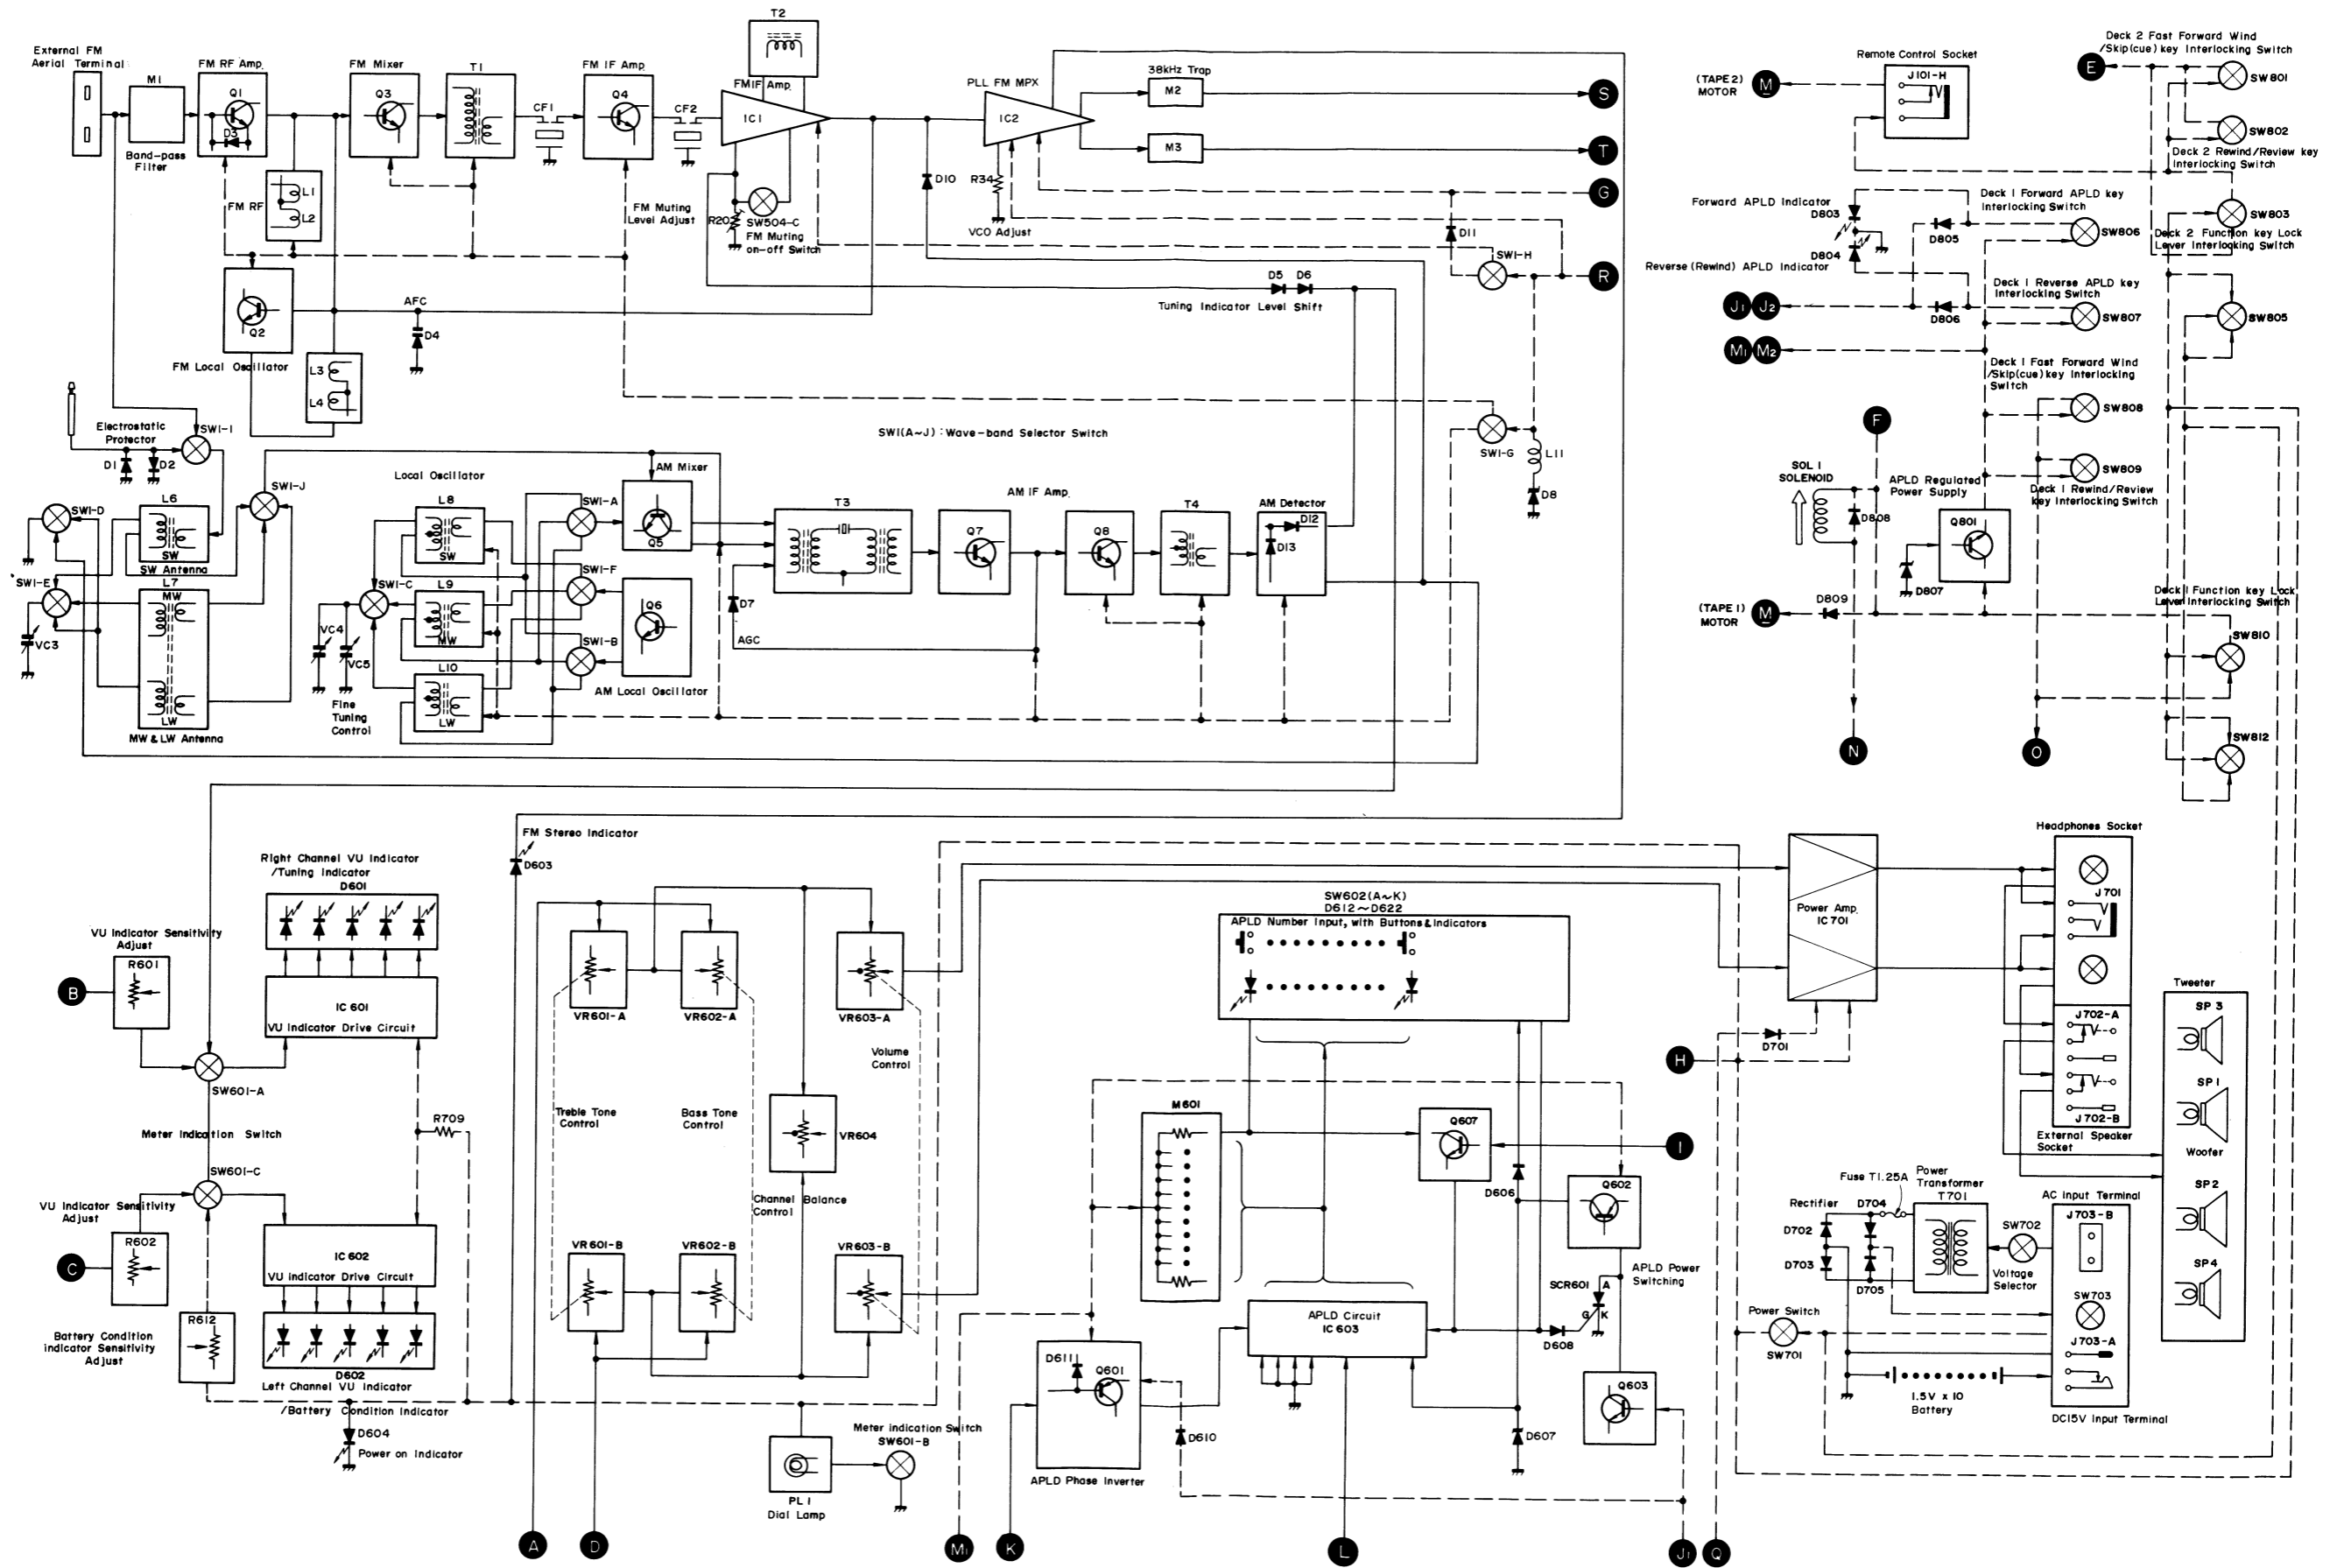 External FM
Aerial Terminal
M1
Band-pass
Filter
FM RF Amp.
Q1
D3
FM RF
L1
L2
FM Mixer
Q3
T1
CF1
FM IF Amp.
Q4
CF2
T2
FM IF Amp.
IC1
R20
SW504-C
FM Muting
on-off Switch
FM Muting
Level Adjust
PLL FM MPX
IC2
R34
VCO Adjust
38kHz Trap
M2
M3
S
T
G
R
D10
D11
SW1-H
D5
D6
Tuning Indicator Level Shift
Q2
FM Local Oscillator
AFC
D4
L3
L4
Electrostatic
Protector
D1
D2
SW1-I
SW1(A~J) : Wave-band Selector Switch
SW1-G
L11
D8
SW1-D
SW1-E
VC3
L6
SW
SW Antenna
L7
MW
LW
MW & LW Antenna
SW1-J
Local Oscillator
L8
SW
L9
MW
L10
LW
SW1-C
VC4
VC5
Fine
Tuning
Control
SW1-A
SW1-F
SW1-B
AM Mixer
Q5
Q6
AM Local Oscillator
T3
D7
AGC
AM IF Amp.
Q7
Q8
T4
AM Detector
D12
D13
Remote Control Socket
J101-H
(TAPE 2)
MOTOR
M
Deck 2 Fast Forward Wind
/Skip(cue) key Interlocking Switch
E
SW801
SW802
Deck 2 Rewind/Review key
Interlocking Switch
SW803
Deck 2 Function key Lock
Lever Interlocking Switch
SW805
Forward APLD Indicator
D803
D804
Reverse (Rewind) APLD Indicator
Deck 1 Forward APLD key
Interlocking Switch
D805
SW806
Deck 1 Reverse APLD key
Interlocking Switch
D806
SW807
J1
J2
M1
M2
Deck 1 Fast Forward Wind
/Skip(cue) key Interlocking
Switch
SW808
SW809
Deck 1 Rewind/Review
key Interlocking Switch
F
SOL 1
SOLENOID
D808
APLD Regulated
Power Supply
Q801
D807
(TAPE 1)
MOTOR
M
D809
Deck 1 Function key Lock
Lever Interlocking Switch
SW810
SW812
N
O
FM Stereo Indicator
D603
Right Channel VU Indicator
/Tuning Indicator
D601
VU Indicator Sensitivity
Adjust
R601
B
IC 601
VU Indicator Drive Circuit
SW601-A
Meter Indication Switch
R709
SW601-C
VU Indicator Sensitivity
Adjust
R602
C
IC 602
VU indicator Drive Circuit
R612
Battery Condition
indicator Sensitivity
Adjust
D602
Left Channel VU Indicator
/Battery Condition Indicator
D604
Power on Indicator
VR601-A
VR602-A
VR603-A
Volume
Control
Treble Tone
Control
Bass Tone
Control
VR604
Channel Balance
Control
VR601-B
VR602-B
VR603-B
PL 1
Dial Lamp
Meter indication Switch
SW601-B
A
D
M1
K
L
J1
Q
SW602(A~K)
D612~D622
APLD Number Input, with Buttons & Indicators
M601
Q607
I
D606
Q602
APLD Power
Switching
SCR601
A
G
K
APLD Circuit
IC 603
D608
D607
Q603
D611
Q601
D610
APLD Phase Inverter
Power Amp.
IC 701
D701
H
Headphones Socket
J701
J702-A
J702-B
External Speaker
Socket
Tweeter
SP 3
SP 1
Woofer
SP 2
SP 4
Fuse T1.25A
Power
Transformer
T701
Rectifier
D702
D703
D704
D705
SW702
Voltage
Selector
AC Input Terminal
J703-B
SW703
J703-A
Power Switch
SW701
1.5V x 10
Battery
DC15V Input Terminal